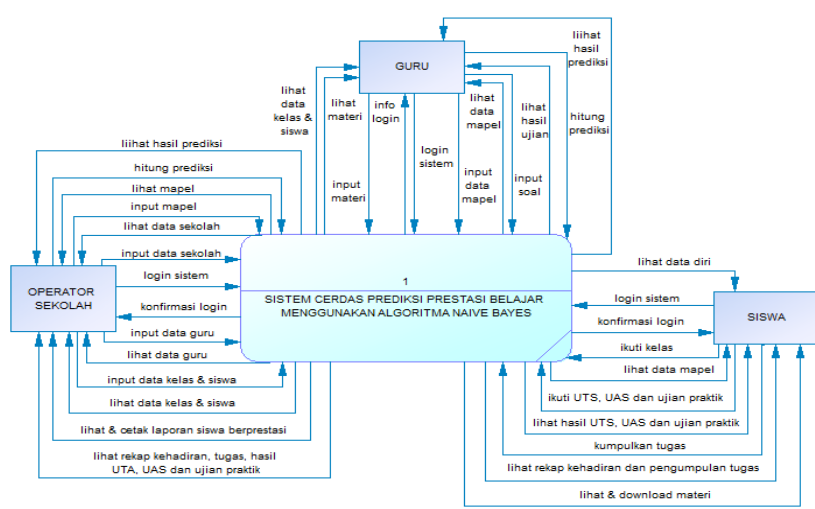 GURU
liihat
hasil
prediksi
lihat
data
kelas &
siswa
lihat
materi
info
login
lihat
data
mapel
lihat
hasil
ujian
hitung
prediksi
login
sistem
input
materi
input
data
mapel
input
soal
liihat hasil prediksi
hitung prediksi
lihat mapel
input mapel
lihat data sekolah
input data sekolah
login sistem
OPERATOR
SEKOLAH
konfirmasi login
input data guru
lihat data guru
input data kelas & siswa
lihat data kelas & siswa
lihat & cetak laporan siswa berprestasi
lihat rekap kehadiran, tugas, hasil
UTA, UAS dan ujian praktik
1
SISTEM CERDAS PREDIKSI PRESTASI BELAJAR
MENGGUNAKAN ALGORITMA NAIVE BAYES
lihat data diri
login sistem
SISWA
konfirmasi login
ikuti kelas
lihat data mapel
ikuti UTS, UAS dan ujian praktik
lihat hasil UTS, UAS dan ujian praktik
kumpulkan tugas
lihat rekap kehadiran dan pengumpulan tugas
lihat & download materi